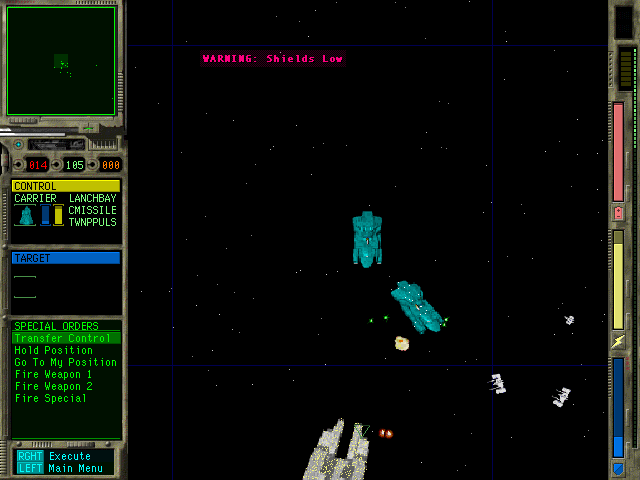 WARNING: Shields Low
014 105 000
CONTROL
CARRIER LANCHBAY
CMISSILE
TWNPPULS
TARGET
SPECIAL ORDERS
Transfer Control
Hold Position
Go To My Position
Fire Weapon 1
Fire Weapon 2
Fire Special
RGHT Execute
LEFT Main Menu